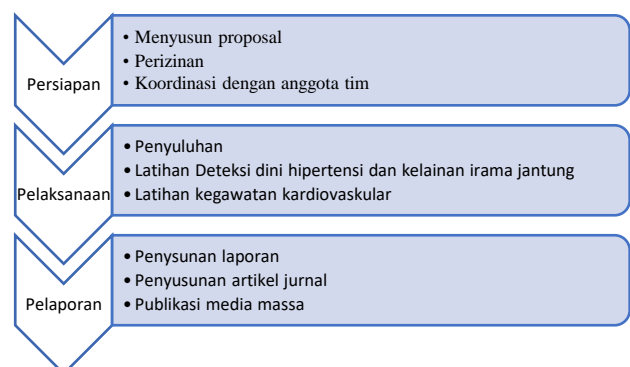 Persiapan
• Menyusun proposal
• Perizinan
• Koordinasi dengan anggota tim
Pelaksanaan
• Penyuluhan
• Latihan Deteksi dini hipertensi dan kelainan irama jantung
• Latihan kegawatan kardiovaskular
Pelaporan
• Penysunan laporan
• Penyusunan artikel jurnal
• Publikasi media massa